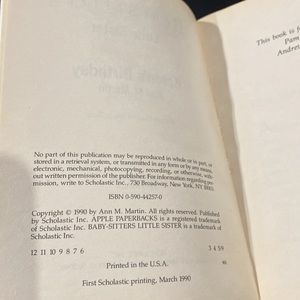 No part of this publication may be reproduced in whole or in part, or
stored in a retrieval system, or transmitted in any form or by any means,
electronic, mechanical, photocopying, recording, or otherwise, with-
out written permission of the publisher. For information regarding per-
mission, write to Scholastic Inc., 730 Broadway, New York, NY 10003.
ISBN 0-590-44257-0
Copyright © 1990 by Ann M. Martin. All rights reserved. Published
by Scholastic Inc. APPLE PAPERBACKS is a registered trademark
of Scholastic Inc. BABY-SITTERS LITTLE SISTER is a trademark of
Scholastic Inc.
12 11 10 9 8 7 6 3 4 5 9
Printed in the U.S.A. 40
First Scholastic printing, March 1990
This book is f
Pam
Andre